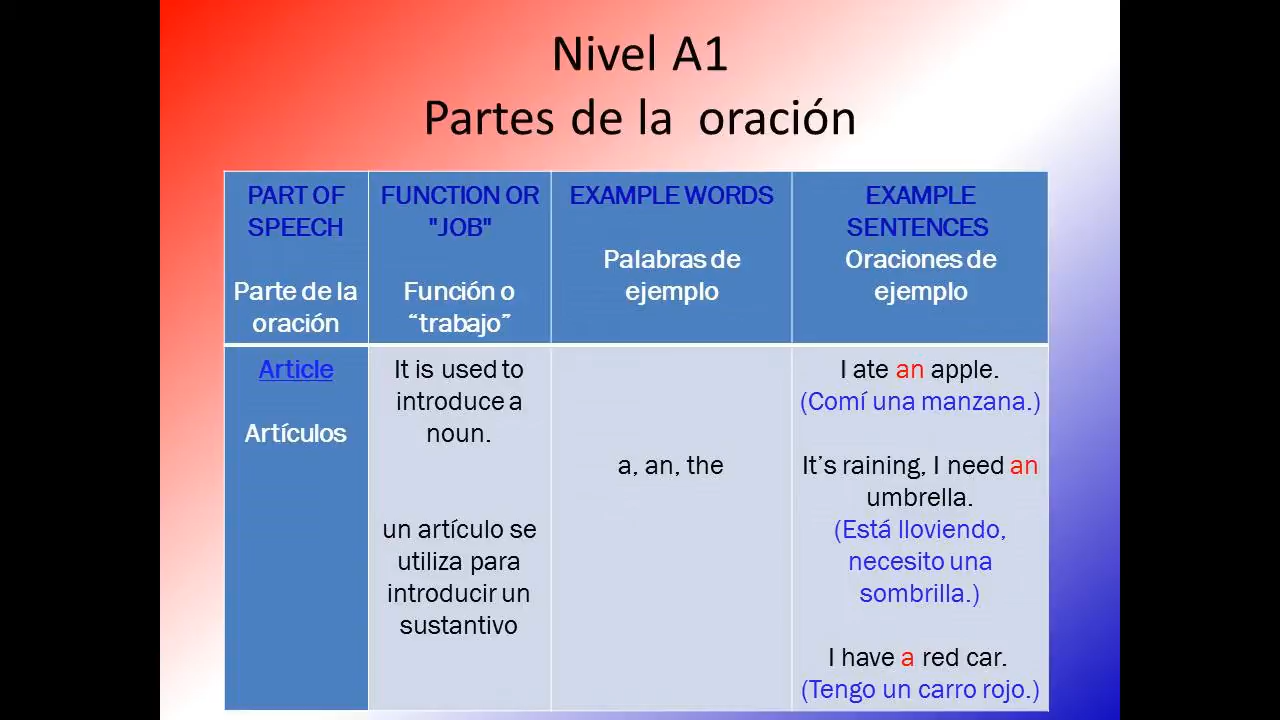 Nivel A1
Partes de la oración
PART OF
SPEECH
Parte de la
oración
FUNCTION OR
"JOB"
Función o
“trabajo”
EXAMPLE WORDS
Palabras de
ejemplo
EXAMPLE
SENTENCES
Oraciones de
ejemplo
Article
Artículos
It is used to
introduce a
noun.
un artículo se
utiliza para
introducir un
sustantivo
a, an, the
I ate an apple.
(Comí una manzana.)
It’s raining, I need an
umbrella.
(Está lloviendo,
necesito una
sombrilla.)
I have a red car.
(Tengo un carro rojo.)